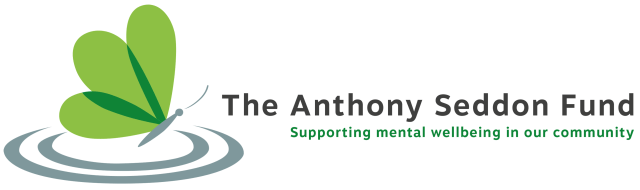 The Anthony Seddon Fund
Supporting mental wellbeing in our community